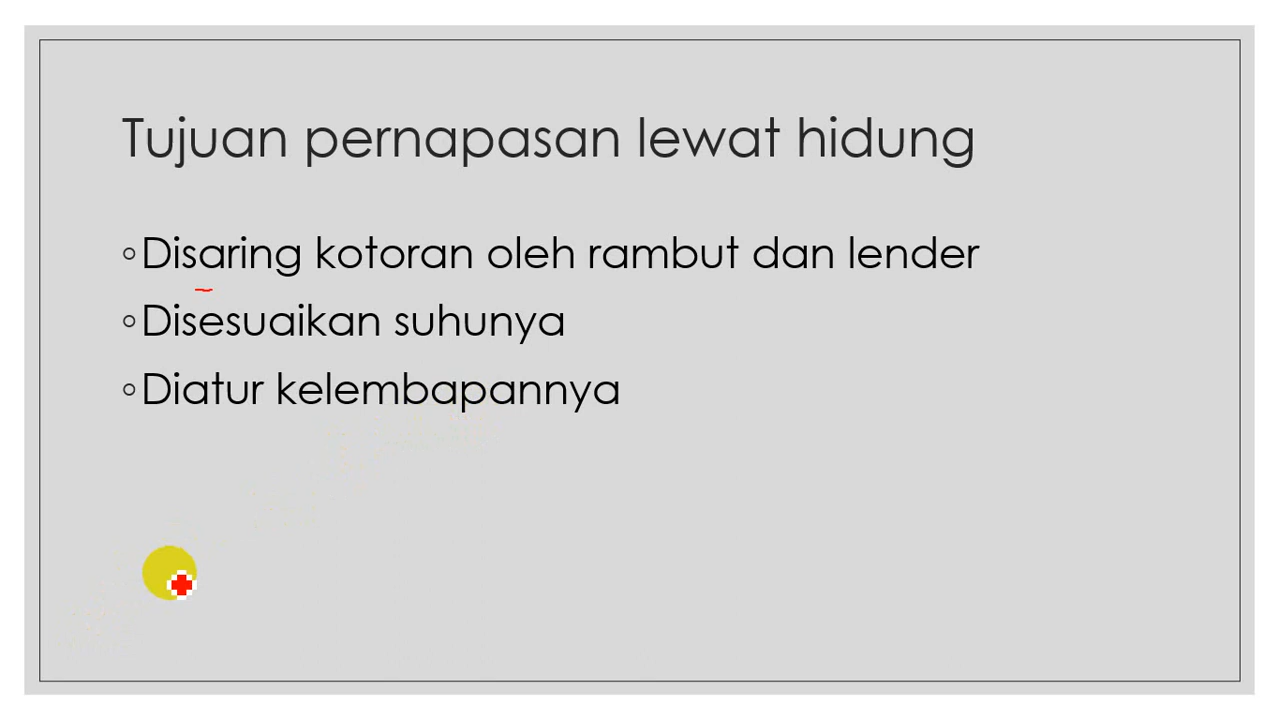 Tujuan pernapasan lewat hidung
◦Disaring kotoran oleh rambut dan lender
◦Disesuaikan suhunya
◦Diatur kelembapannya